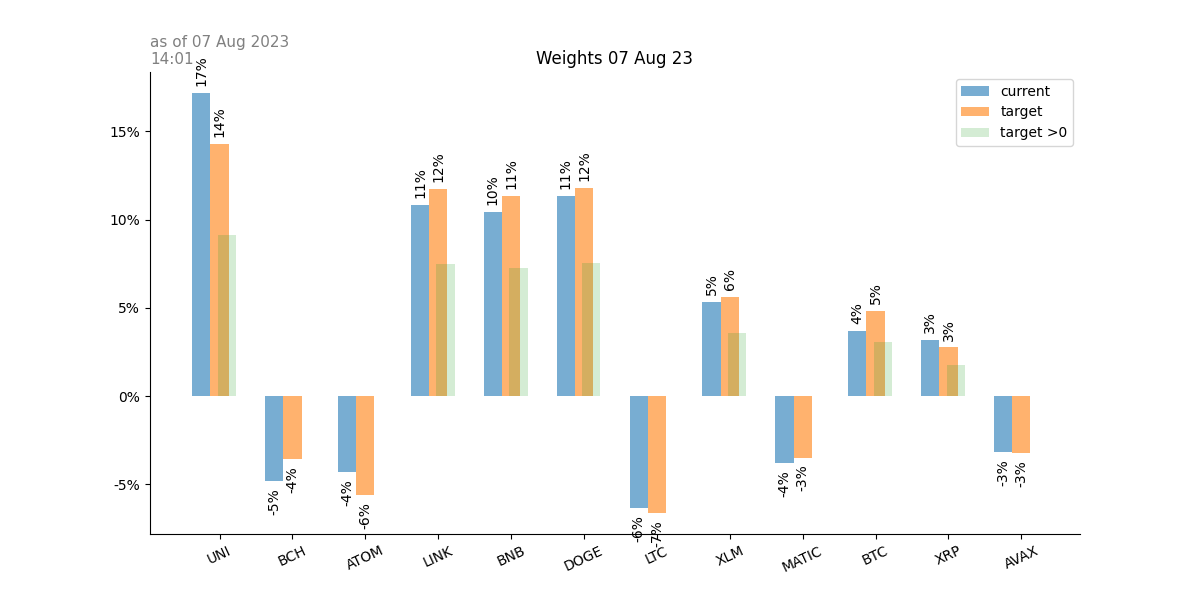 as of 07 Aug 2023
14:01
Weights 07 Aug 23
current
target
target >0
15%
10%
5%
0%
-5%
17%
14%
-5%
-4%
-4%
-6%
11%
12%
10%
11%
11%
12%
-6%
-7%
5%
6%
-4%
-3%
4%
5%
3%
3%
-3%
-3%
UNI
BCH
ATOM
LINK
BNB
DOGE
LTC
XLM
MATIC
BTC
XRP
AVAX